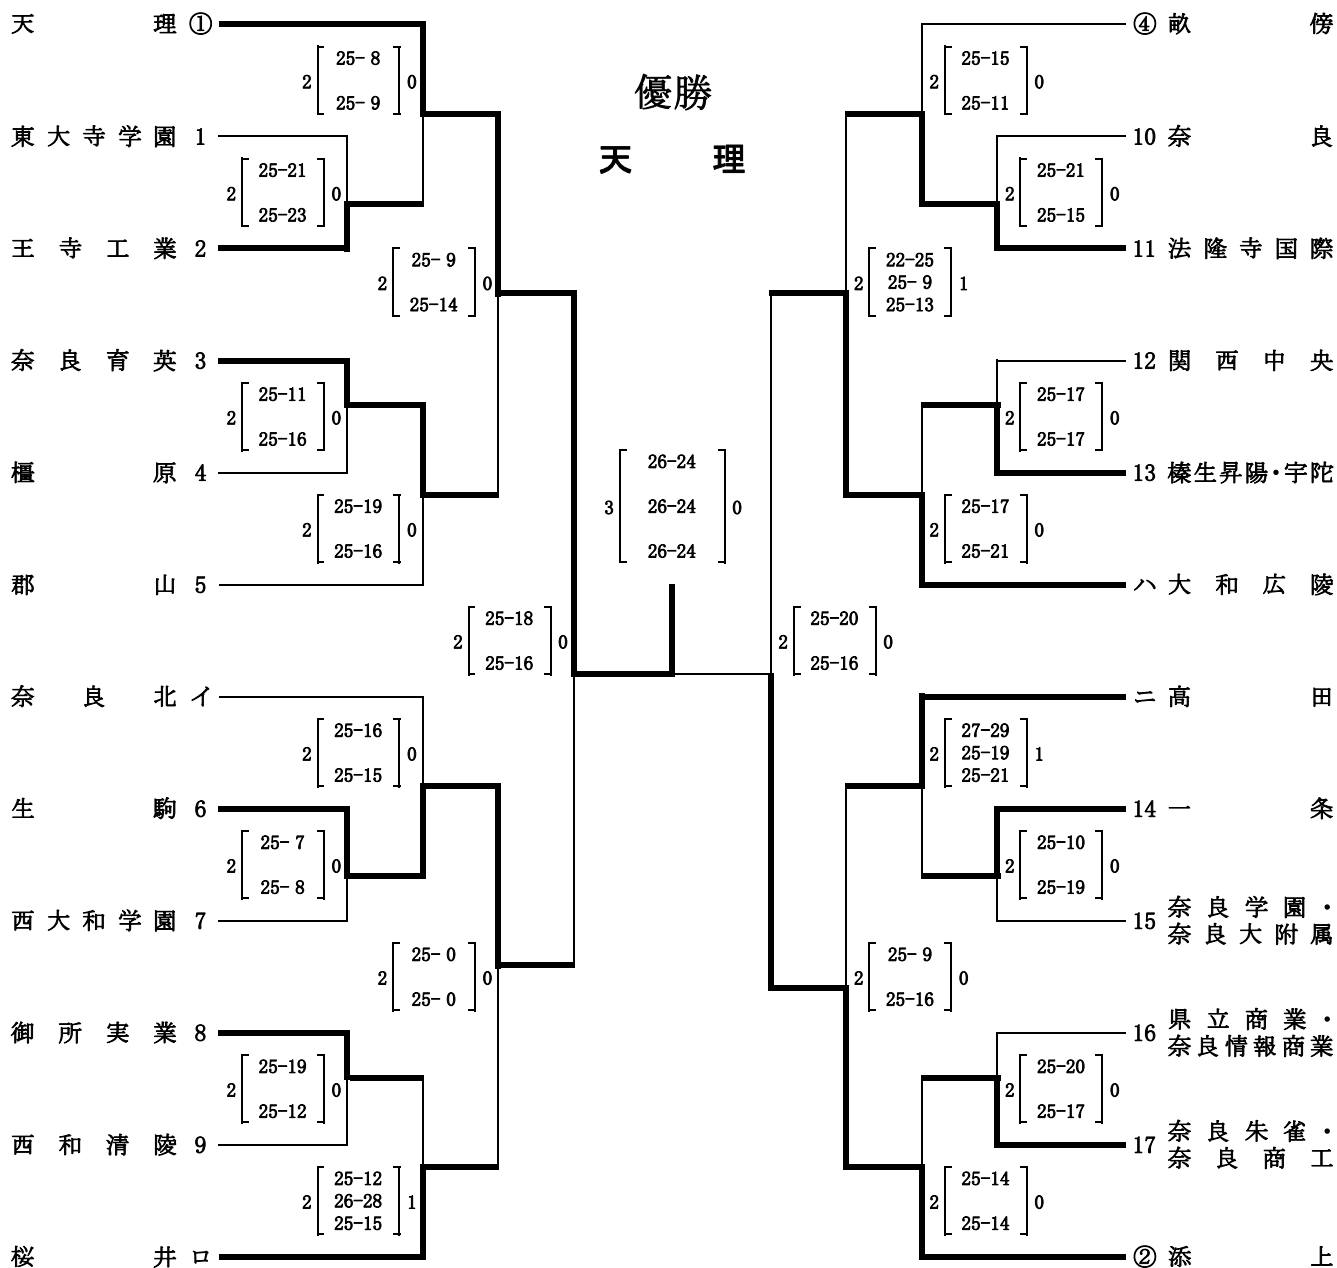 優勝
天理
天理 ①
2 [ 25- 8 ] 0
25- 9
東大寺学園 1
2 [ 25-21 ] 0
25-23
王寺工業 2
2 [ 25- 9 ] 0
25-14
奈良育英 3
2 [ 25-11 ] 0
25-16
橿原 4
2 [ 25-19 ] 0
25-16
郡山 5
2 [ 25-18 ] 0
25-16
奈良北 イ
2 [ 25-16 ] 0
25-15
生駒 6
2 [ 25- 7 ] 0
25- 8
西大和学園 7
2 [ 25- 0 ] 0
25- 0
御所実業 8
2 [ 25-19 ] 0
25-12
西和清陵 9
2 [ 25-12 ] 1
26-28
25-15
桜井 ロ
3 [ 26-24 ] 0
26-24
26-24
④ 畝傍
2 [ 25-15 ] 0
25-11
10 奈良
2 [ 25-21 ] 0
25-15
11 法隆寺国際
2 [ 22-25 ] 1
25- 9
25-13
12 関西中央
2 [ 25-17 ] 0
25-17
13 榛生昇陽・宇陀
2 [ 25-17 ] 0
25-21
ハ 大和広陵
2 [ 25-20 ] 0
25-16
ニ 高田
2 [ 27-29 ] 1
25-19
25-21
14 一条
2 [ 25-10 ] 0
25-19
15 奈良学園・
奈良大附属
2 [ 25- 9 ] 0
25-16
16 県立商業・
奈良情報商業
2 [ 25-20 ] 0
25-17
17 奈良朱雀・
奈良商工
2 [ 25-14 ] 0
25-14
② 添上